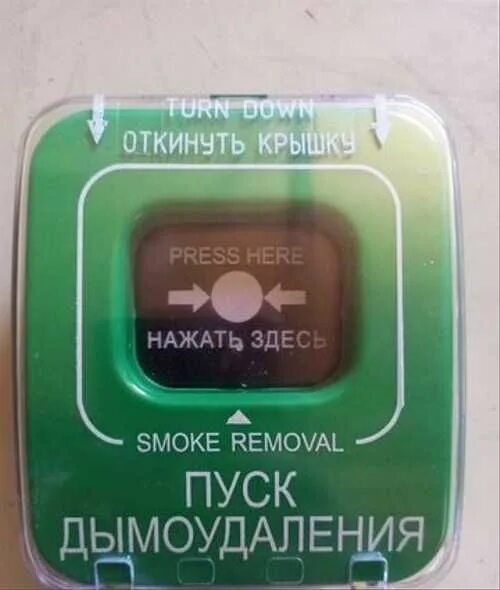 TURN DOWN
ОТКИНУТЬ КРЫШКУ
PRESS HERE
НАЖАТЬ ЗДЕСЬ
SMOKE REMOVAL
ПУСК
ДЫМОУДАЛЕНИЯ